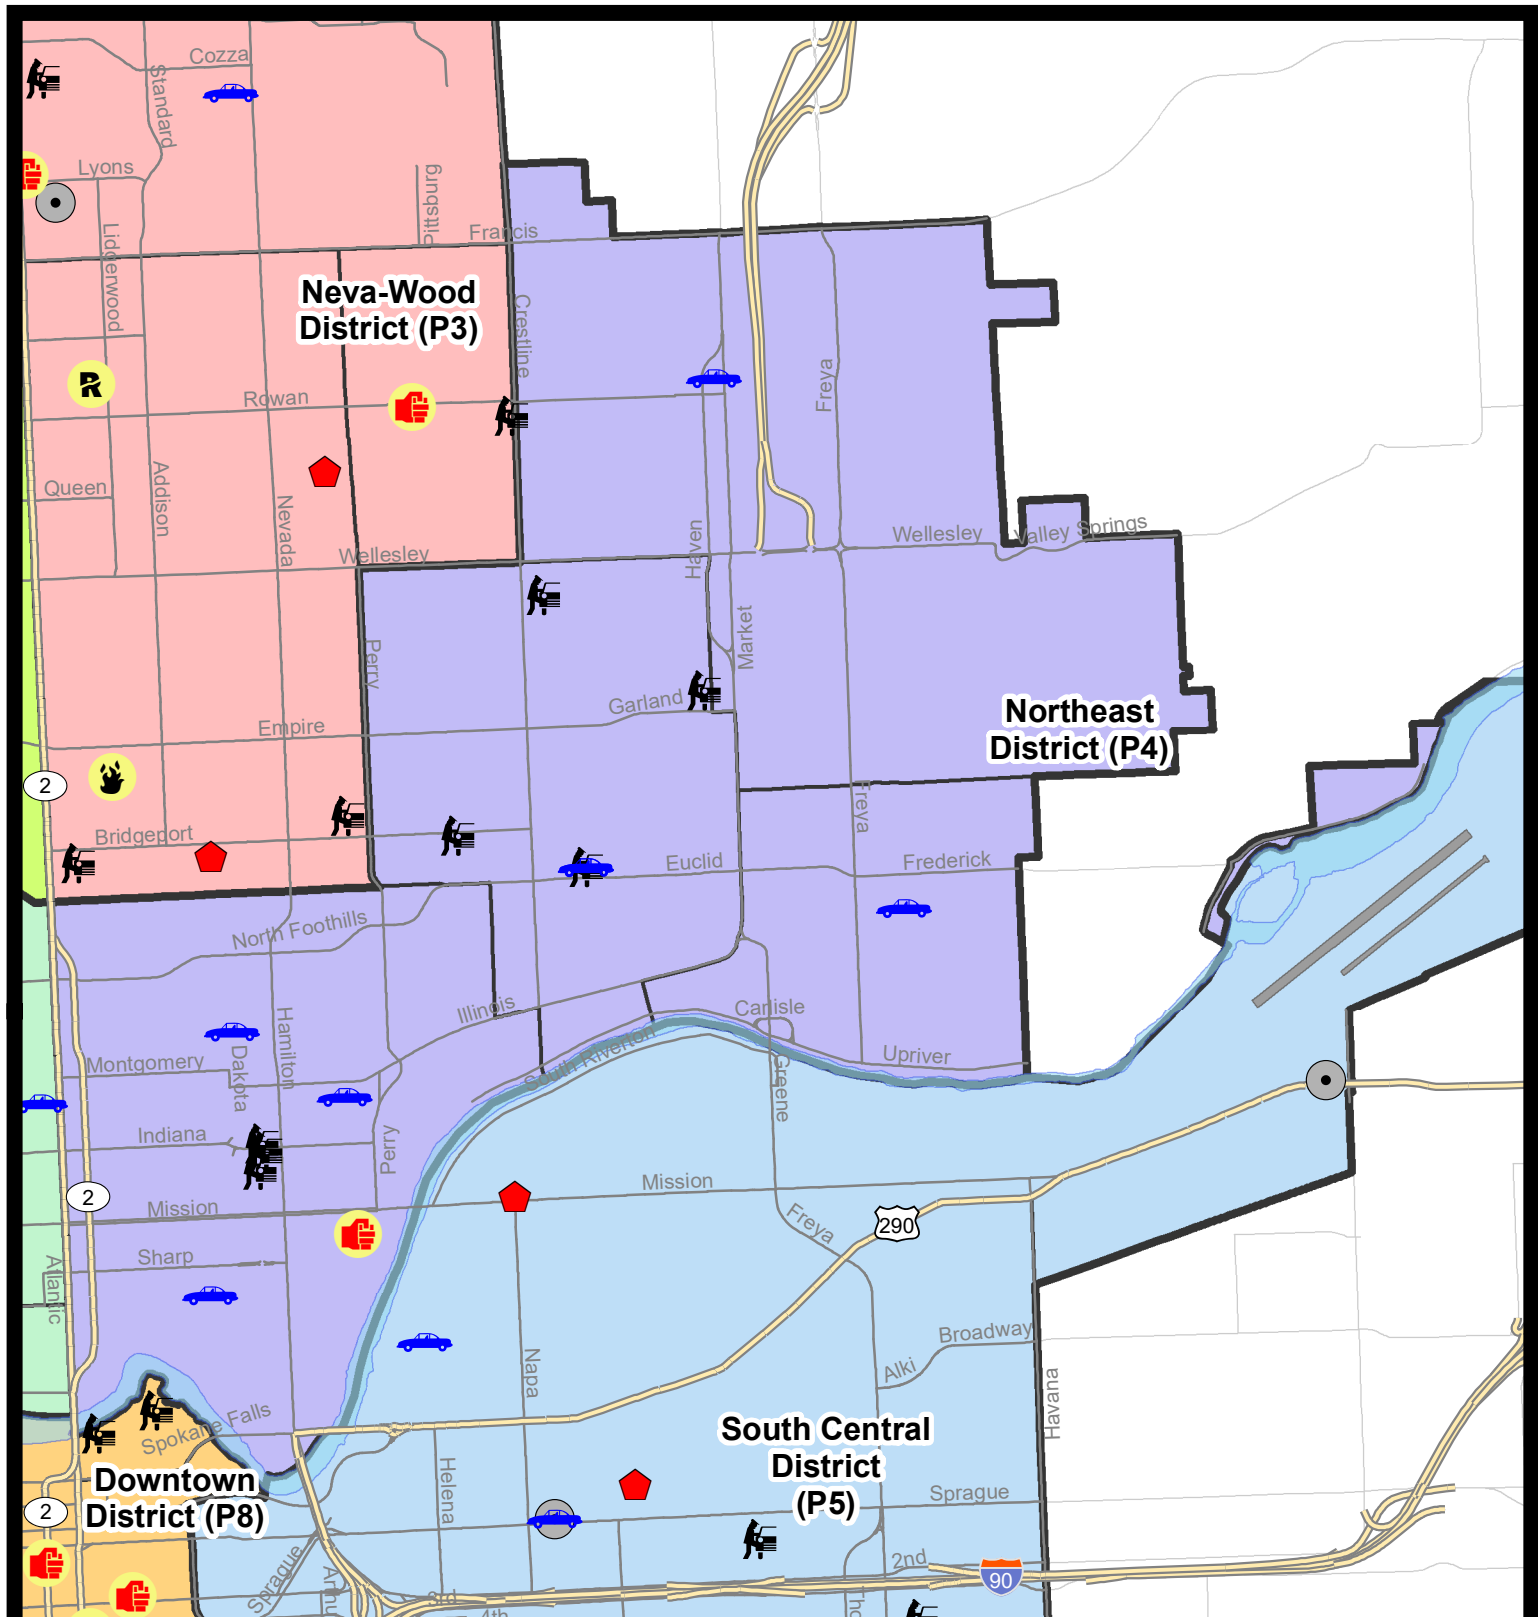 Cozza
Standard
Lyons
Pittsburg
Lidgerwood
Francis
Neva-Wood
District (P3)
Crestline
R
Rowan
Freya
Queen
Addison
Nevada
Haven
Wellesley
Wellesley
Valley Springs
Perry
Market
Garland
Empire
Northeast
District (P4)
2
Bridgeport
Freya
Euclid
Frederick
North Foothills
Illinois
Hamilton
Carlisle
South Riverton
Upriver
Montgomery
Dakota
Greene
Indiana
Perry
2
Mission
Mission
Freya
290
Sharp
Atlantic
Napa
Broadway
Alki
Havana
Spokane Falls
South Central
District
(P5)
Downtown
District (P8)
Helena
Sprague
2
Sprague
2nd
90
3rd
4th